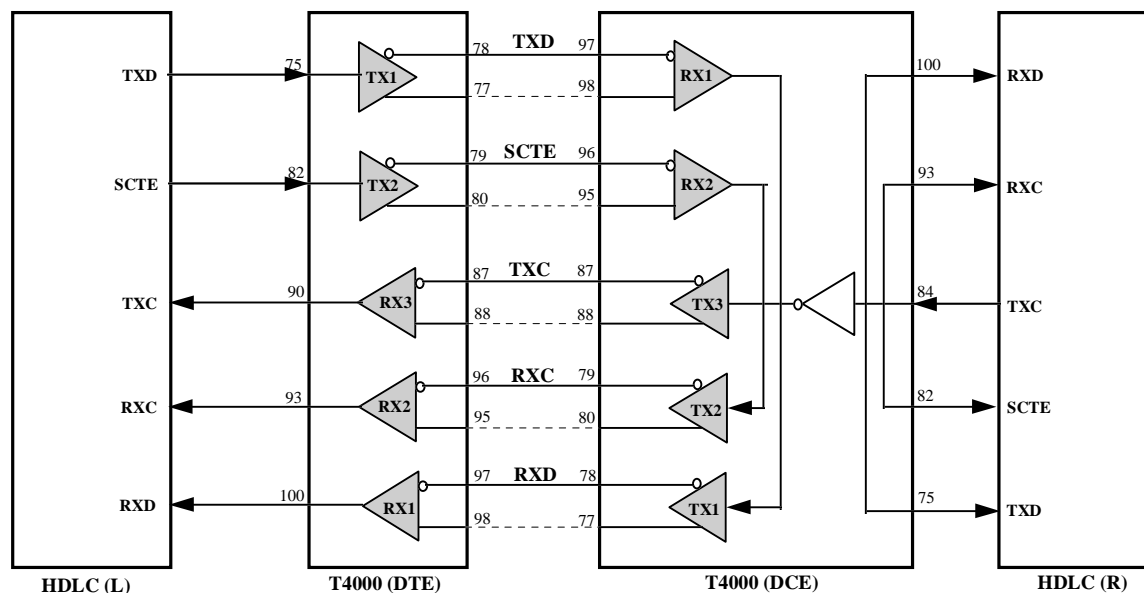 78 TXD 97
TXD 75 TX1 RX1 100 RXD
77 98
79 SCTE 96
SCTE 82 TX2 RX2 93 RXC
80 95
87 TXC 87
TXC 90 RX3 TX3 84 TXC
88 88
96 RXC 79
RXC 93 RX2 TX2 82 SCTE
95 80
97 RXD 78
RXD 100 RX1 TX1 75 TXD
98 77
HDLC (L) T4000 (DTE) T4000 (DCE) HDLC (R)